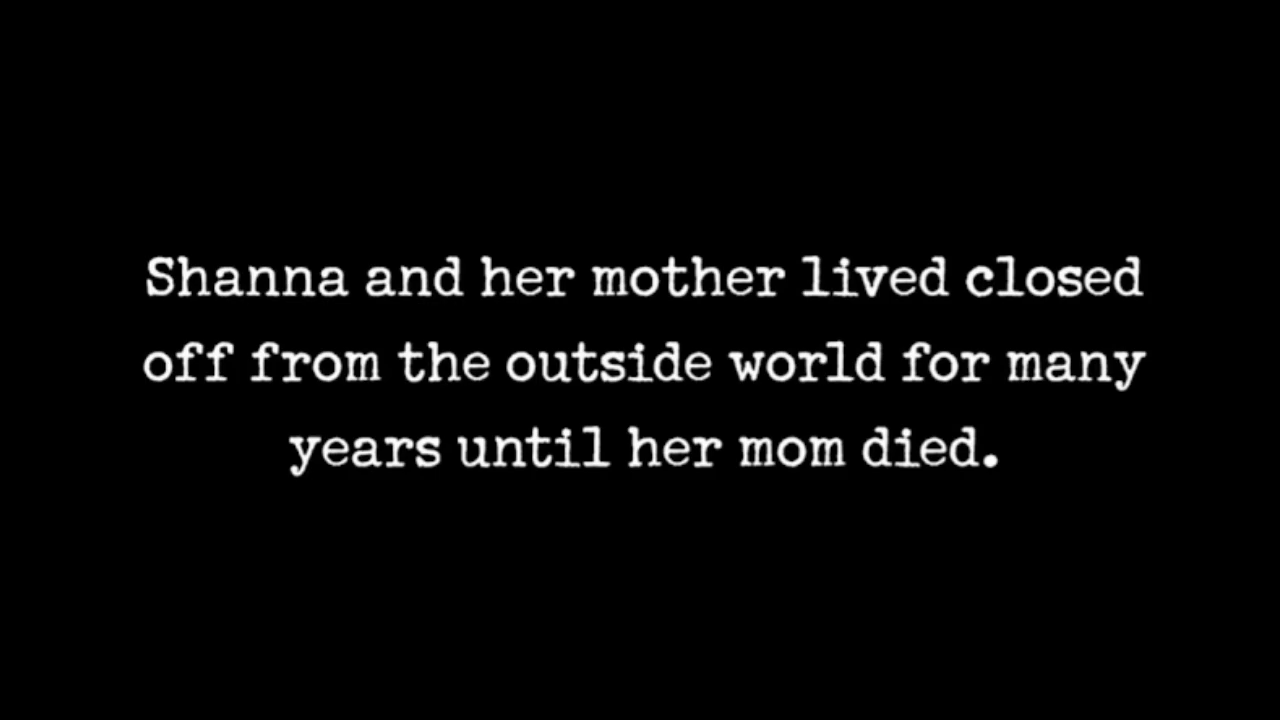 Shanna and her mother lived closed
off from the outside world for many
years until her mom died.